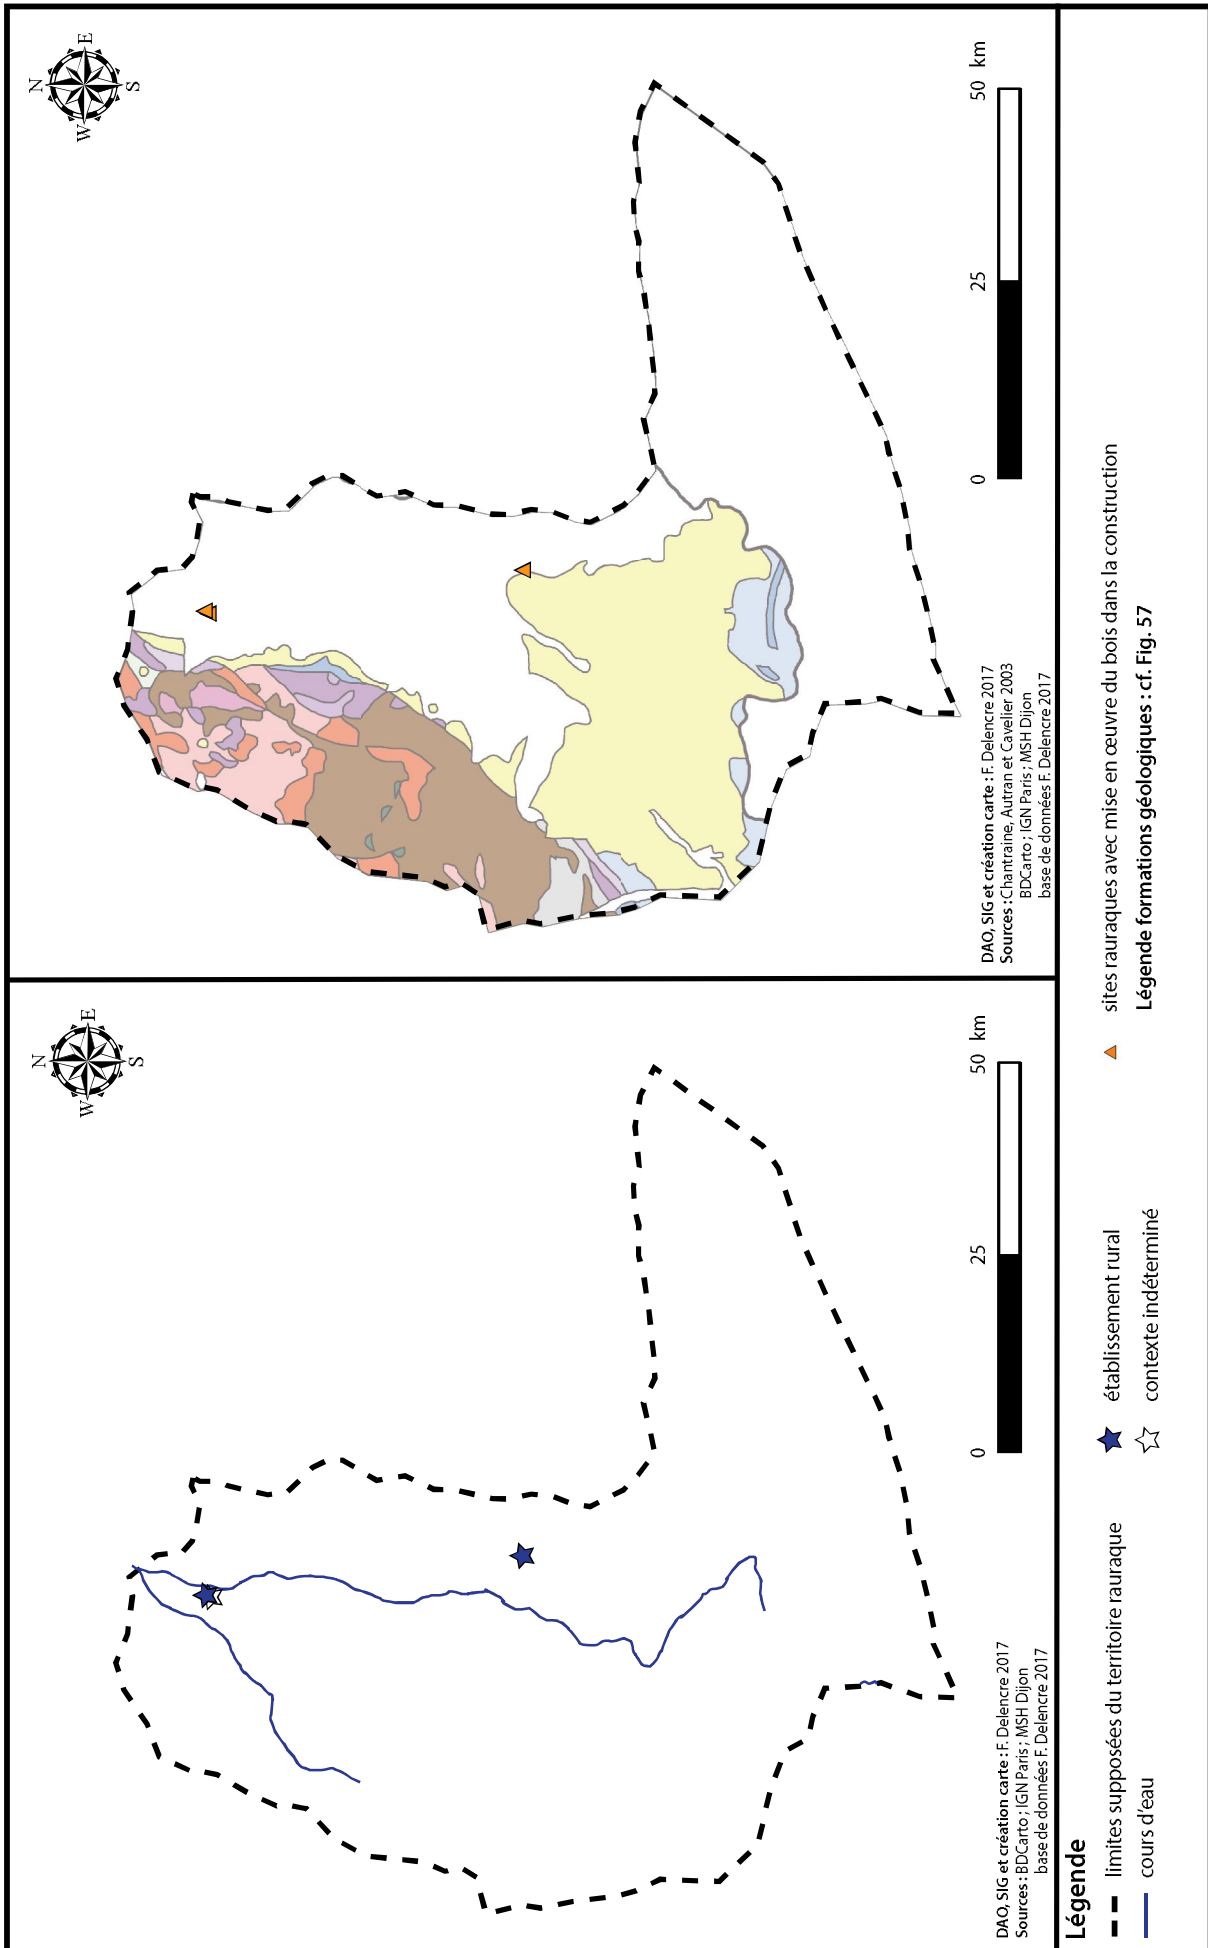 N
E
S
W
0
25
50 km
DAO, SIG et création carte : F. Delencre 2017
Sources : BDCarto ; IGN Paris ; MSH Dijon
base de données F. Delencre 2017
N
E
S
W
0
25
50 km
DAO, SIG et création carte : F. Delencre 2017
Sources : Chantraine, Autran et Cavelier 2003
BDCarto ; IGN Paris ; MSH Dijon
base de données F. Delencre 2017
Légende
limites supposées du territoire rauraque
cours d'eau
établissement rural
contexte indéterminé
sites rauraques avec mise en œuvre du bois dans la construction
Légende formations géologiques : cf. Fig. 57